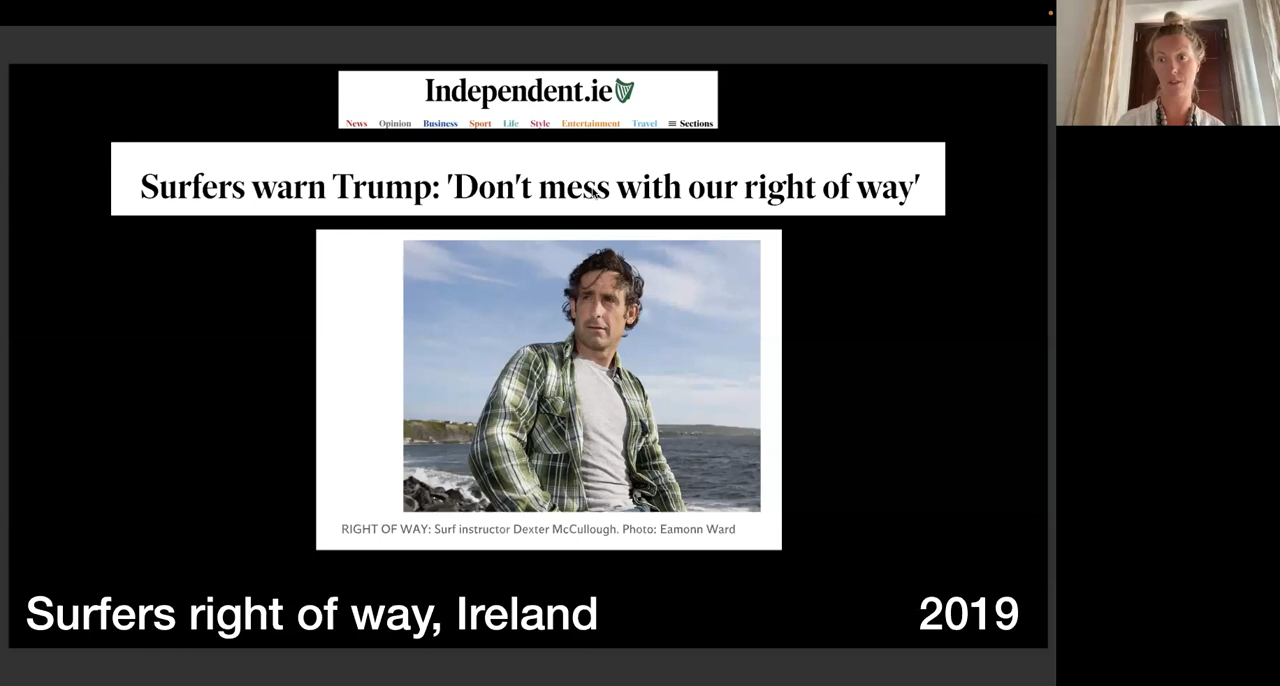 Independent.ie
News Opinion Business Sport Life Style Entertainment Travel Sections
Surfers warn Trump: 'Don't mess with our right of way'
RIGHT OF WAY: Surf instructor Dexter McCullough. Photo: Eamonn Ward
Surfers right of way, Ireland 2019